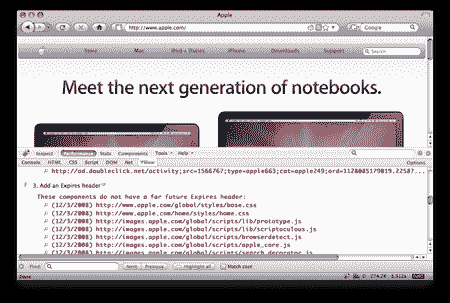 Apple
http://www.apple.com/
Google
Store Mac iPod + iTunes iPhone Downloads Support Search
Meet the next generation of notebooks.
Inspect Performance Stats Components Tools Help
Console HTML CSS Script DOM Net YSlow Options
http://ad.doubleclick.net/activity;src=1566767;type=apple663;cat=apple249;ord=1128085179019.22587...
F 3. Add an Expires header
These components do not have a far future Expires header:
(12/3/2008) http://www.apple.com/global/styles/base.css
(12/3/2008) http://www.apple.com/home/styles/home.css
(12/3/2008) http://images.apple.com/global/scripts/lib/prototype.js
(12/3/2008) http://images.apple.com/global/scripts/lib/scriptaculous.js
(12/3/2008) http://images.apple.com/global/scripts/browserdetect.js
(12/3/2008) http://images.apple.com/global/scripts/apple_core.js
(12/3/2008) http://images.apple.com/global/scripts/search_decorator.js
Find: Next Previous Highlight all Match case
Done